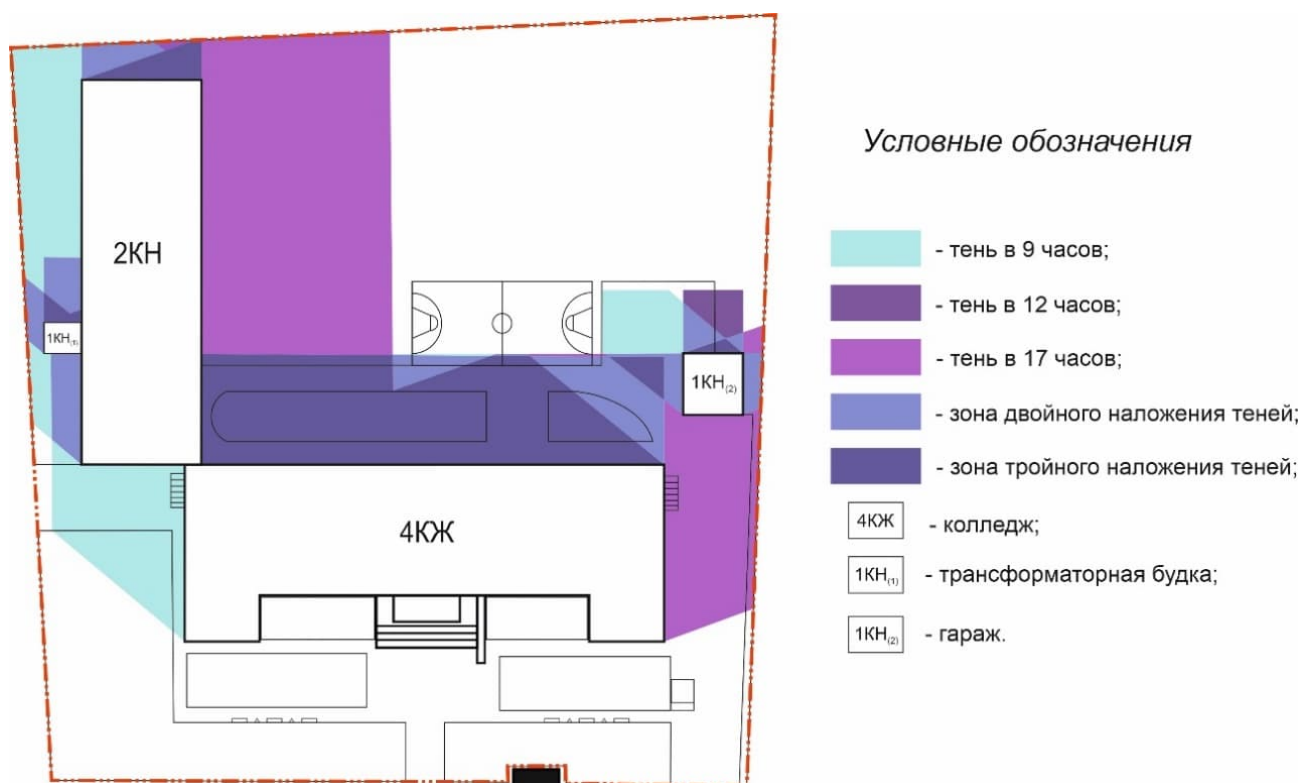 Условные обозначения
2КН
- тень в 9 часов;
- тень в 12 часов;
1КН(1)
- тень в 17 часов;
1КН(2)
- зона двойного наложения теней;
- зона тройного наложения теней;
4КЖ
4КЖ - колледж;
1КН(1) - трансформаторная будка;
1КН(2) - гараж.